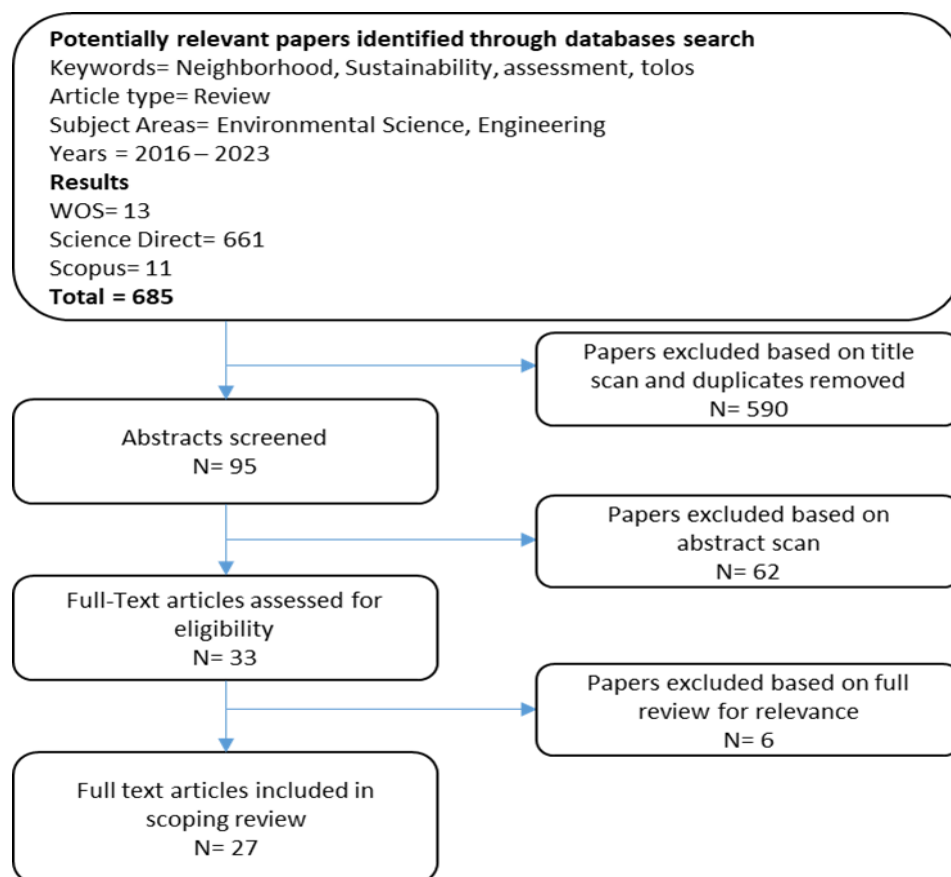 Potentially relevant papers identified through databases search
Keywords= Neighborhood, Sustainability, assessment, tolos
Article type= Review
Subject Areas= Environmental Science, Engineering
Years = 2016 – 2023
Results
WOS= 13
Science Direct= 661
Scopus= 11
Total = 685
Papers excluded based on title
scan and duplicates removed
N= 590
Abstracts screened
N= 95
Papers excluded based on
abstract scan
N= 62
Full-Text articles assessed for
eligibility
N= 33
Papers excluded based on full
review for relevance
N= 6
Full text articles included in
scoping review
N= 27